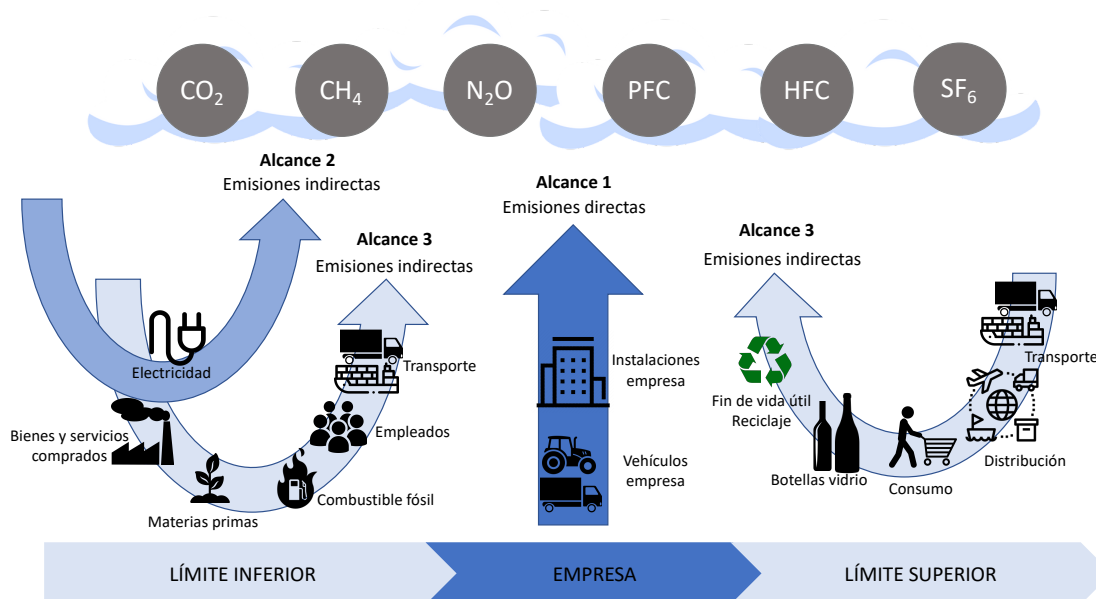 CO₂
CH₄
N₂O
PFC
HFC
SF₆
Alcance 2
Emisiones indirectas
Alcance 1
Emisiones directas
Alcance 3
Emisiones indirectas
Alcance 3
Emisiones indirectas
Electricidad
Bienes y servicios
comprados
Materias primas
Combustible fósil
Empleados
Transporte
Instalaciones
empresa
Vehículos
empresa
Fin de vida útil
Reciclaje
Botellas vidrio
Consumo
Distribución
Transporte
LÍMITE INFERIOR
EMPRESA
LÍMITE SUPERIOR